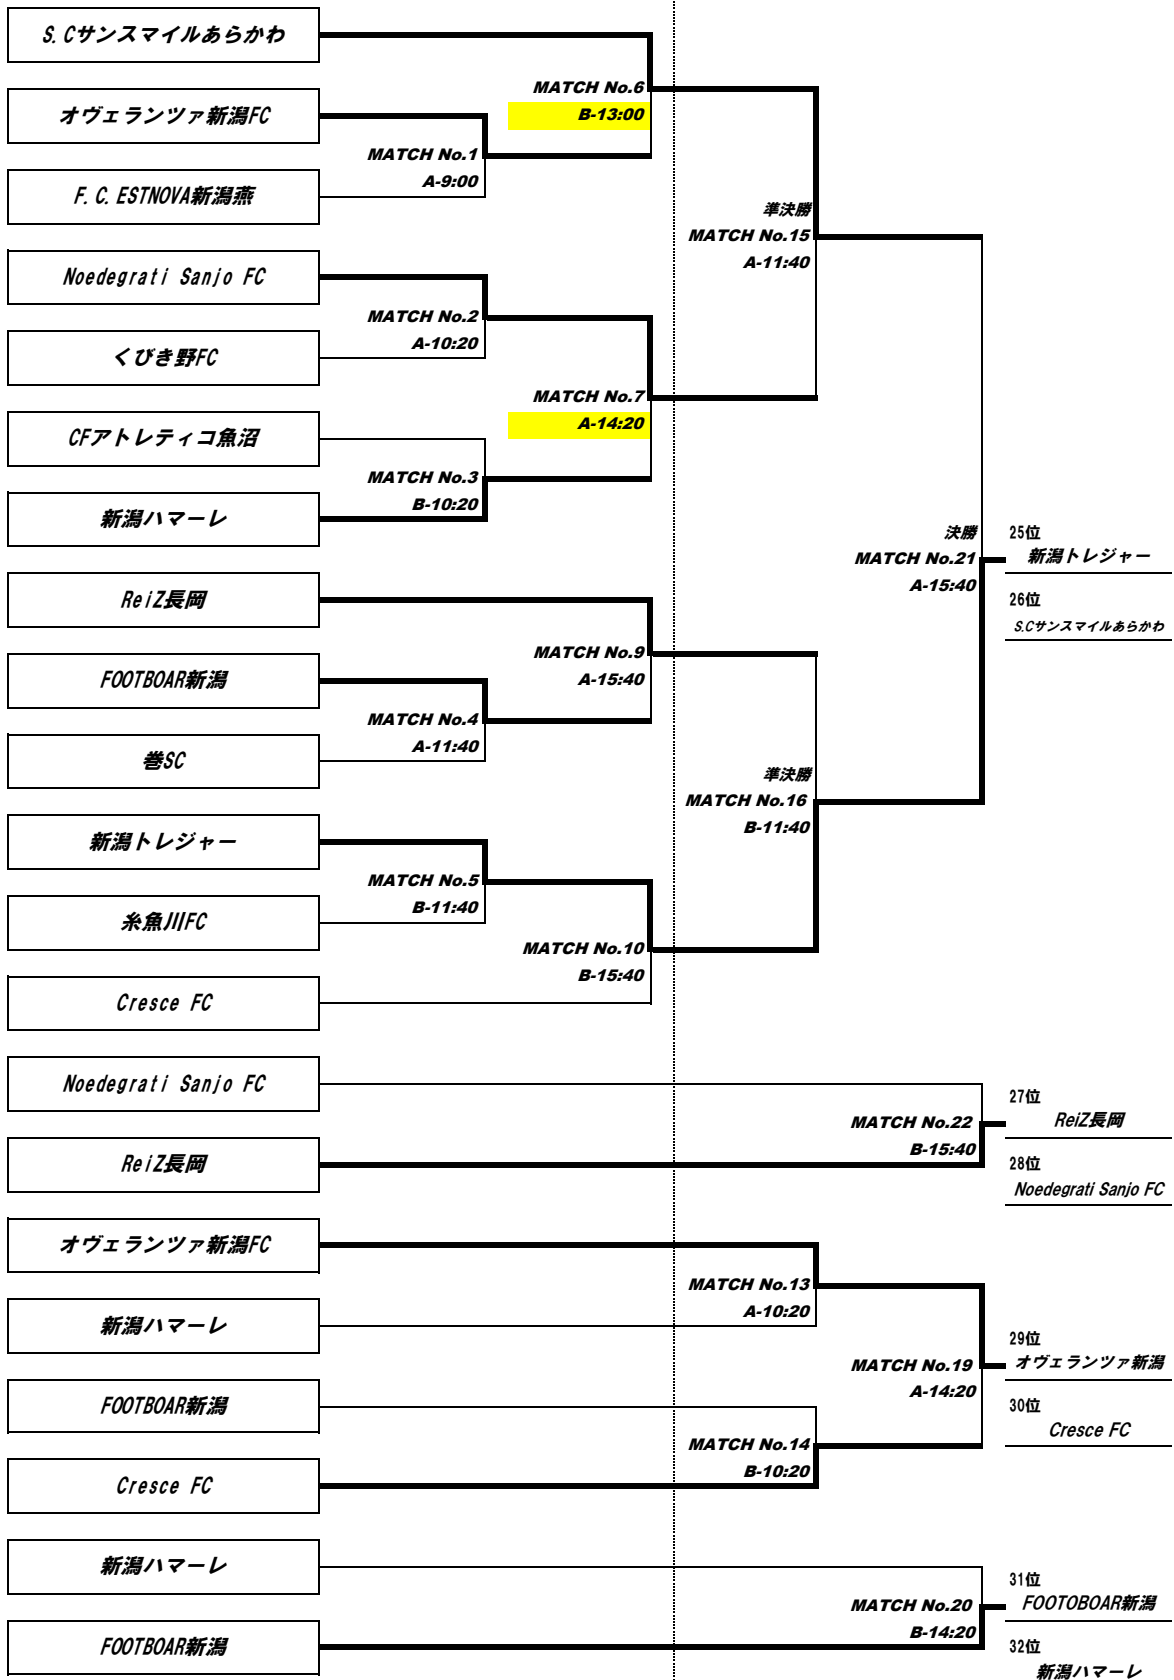 S.Cサンスマイルあらかわ
MATCH No.6
オヴェランツァ新潟FC
B-13:00
MATCH No.1
A-9:00
F.C.ESTNOVA新潟燕
準決勝
MATCH No.15
A-11:40
Noedegrati Sanjo FC
MATCH No.2
A-10:20
くびき野FC
MATCH No.7
A-14:20
CFアトレティコ魚沼
MATCH No.3
B-10:20
新潟ハマーレ
決勝
MATCH No.21
A-15:40
25位
新潟トレジャー
26位
S.Cサンスマイルあらかわ
ReiZ長岡
MATCH No.9
A-15:40
FOOTBOAR新潟
MATCH No.4
A-11:40
巻SC
準決勝
MATCH No.16
B-11:40
新潟トレジャー
MATCH No.5
B-11:40
糸魚川FC
MATCH No.10
B-15:40
Cresce FC
Noedegrati Sanjo FC
MATCH No.22
B-15:40
27位
ReiZ長岡
ReiZ長岡
28位
Noedegrati Sanjo FC
オヴェランツァ新潟FC
MATCH No.13
A-10:20
新潟ハマーレ
MATCH No.19
A-14:20
29位
オヴェランツァ新潟
FOOTBOAR新潟
30位
Cresce FC
MATCH No.14
B-10:20
Cresce FC
新潟ハマーレ
MATCH No.20
B-14:20
31位
FOOTOBOAR新潟
FOOTBOAR新潟
32位
新潟ハマーレ